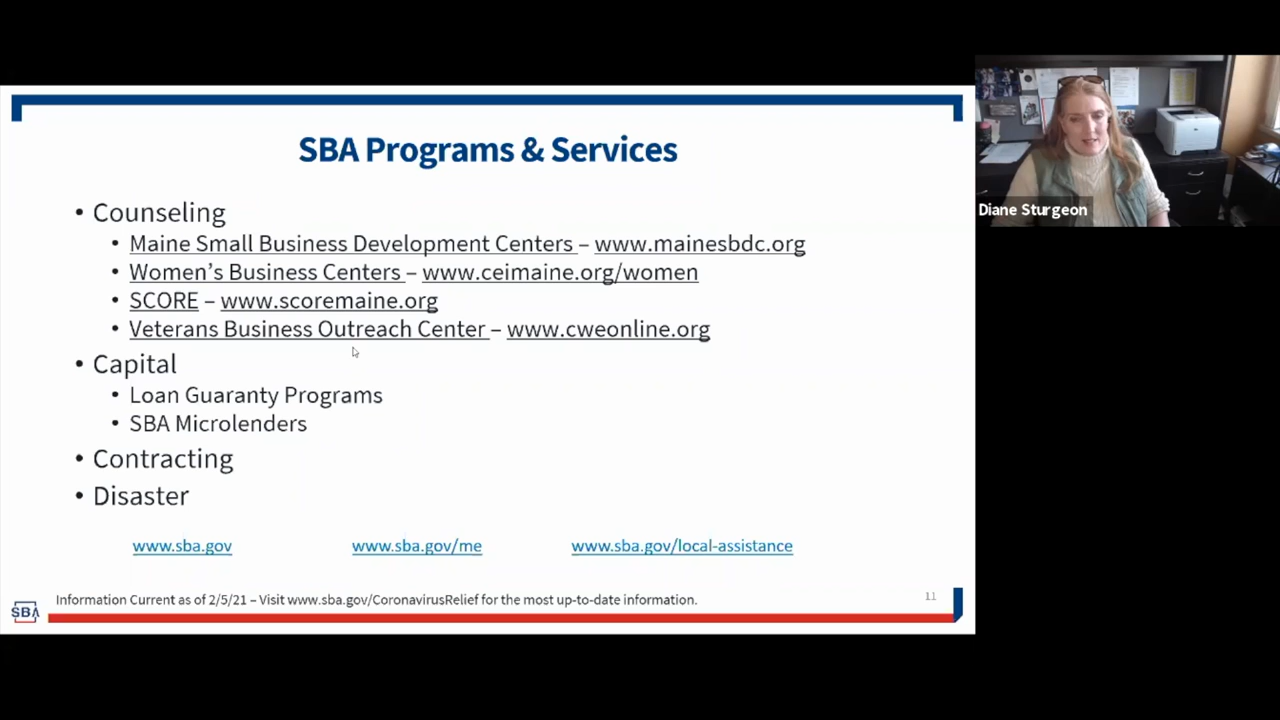 SBA Programs & Services
• Counseling
• Maine Small Business Development Centers – www.mainesbdc.org
• Women’s Business Centers – www.ceimaine.org/women
• SCORE – www.scoremaine.org
• Veterans Business Outreach Center – www.cweonline.org
• Capital
• Loan Guaranty Programs
• SBA Microlenders
• Contracting
• Disaster
www.sba.gov www.sba.gov/me www.sba.gov/local-assistance
Information Current as of 2/5/21 – Visit www.sba.gov/CoronavirusRelief for the most up-to-date information.
11
SBA
Diane Sturgeon